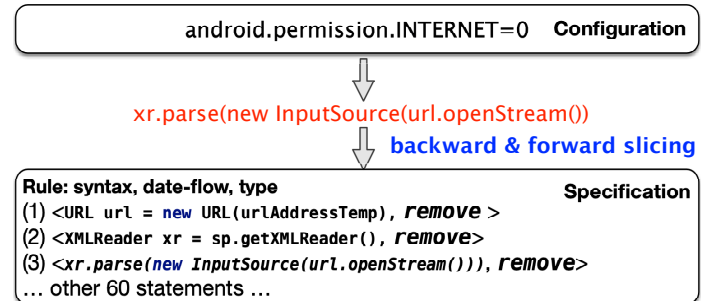 android.permission.INTERNET=0 Configuration
xr.parse(new InputSource(url.openStream())
backward & forward slicing
Rule: syntax, date-flow, type Specification
(1) <URL url = new URL(urlAddressTemp), remove >
(2) <XMLReader xr = sp.getXMLReader(), remove>
(3) <xr.parse(new InputSource(url.openStream())), remove>
... other 60 statements ...